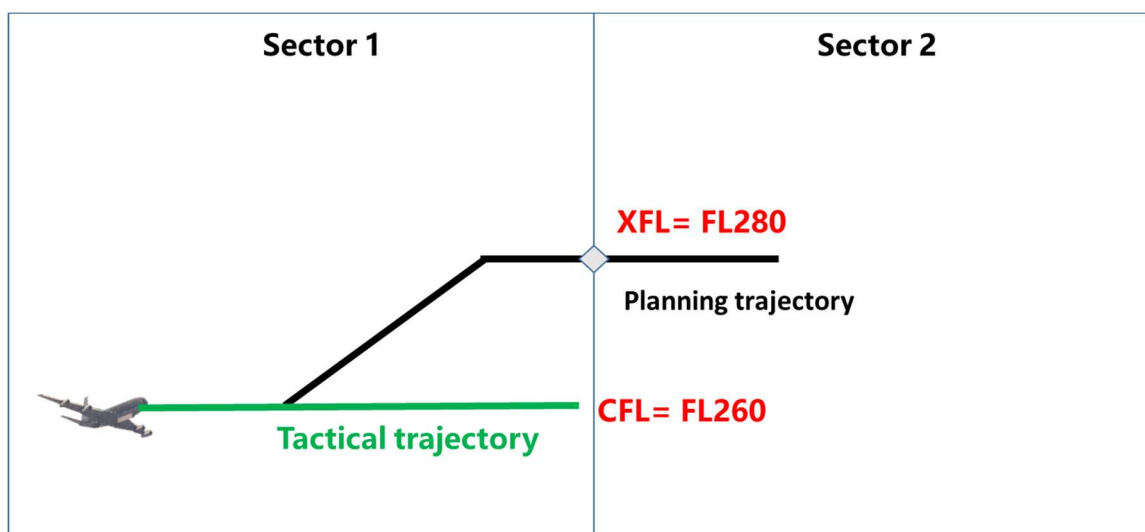 Sector 1
Sector 2
XFL= FL280
Planning trajectory
CFL= FL260
Tactical trajectory